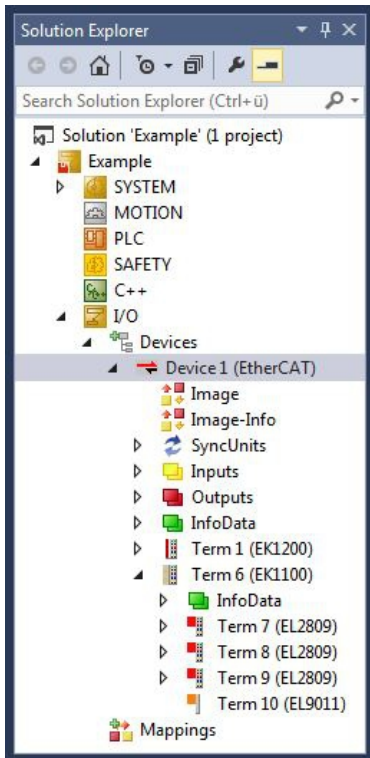 Solution Explorer
Search Solution Explorer (Ctrl+ü)
Solution 'Example' (1 project)
Example
SYSTEM
MOTION
PLC
SAFETY
C++
I/O
Devices
Device 1 (EtherCAT)
Image
Image-Info
SyncUnits
Inputs
Outputs
InfoData
Term 1 (EK1200)
Term 6 (EK1100)
InfoData
Term 7 (EL2809)
Term 8 (EL2809)
Term 9 (EL2809)
Term 10 (EL9011)
Mappings